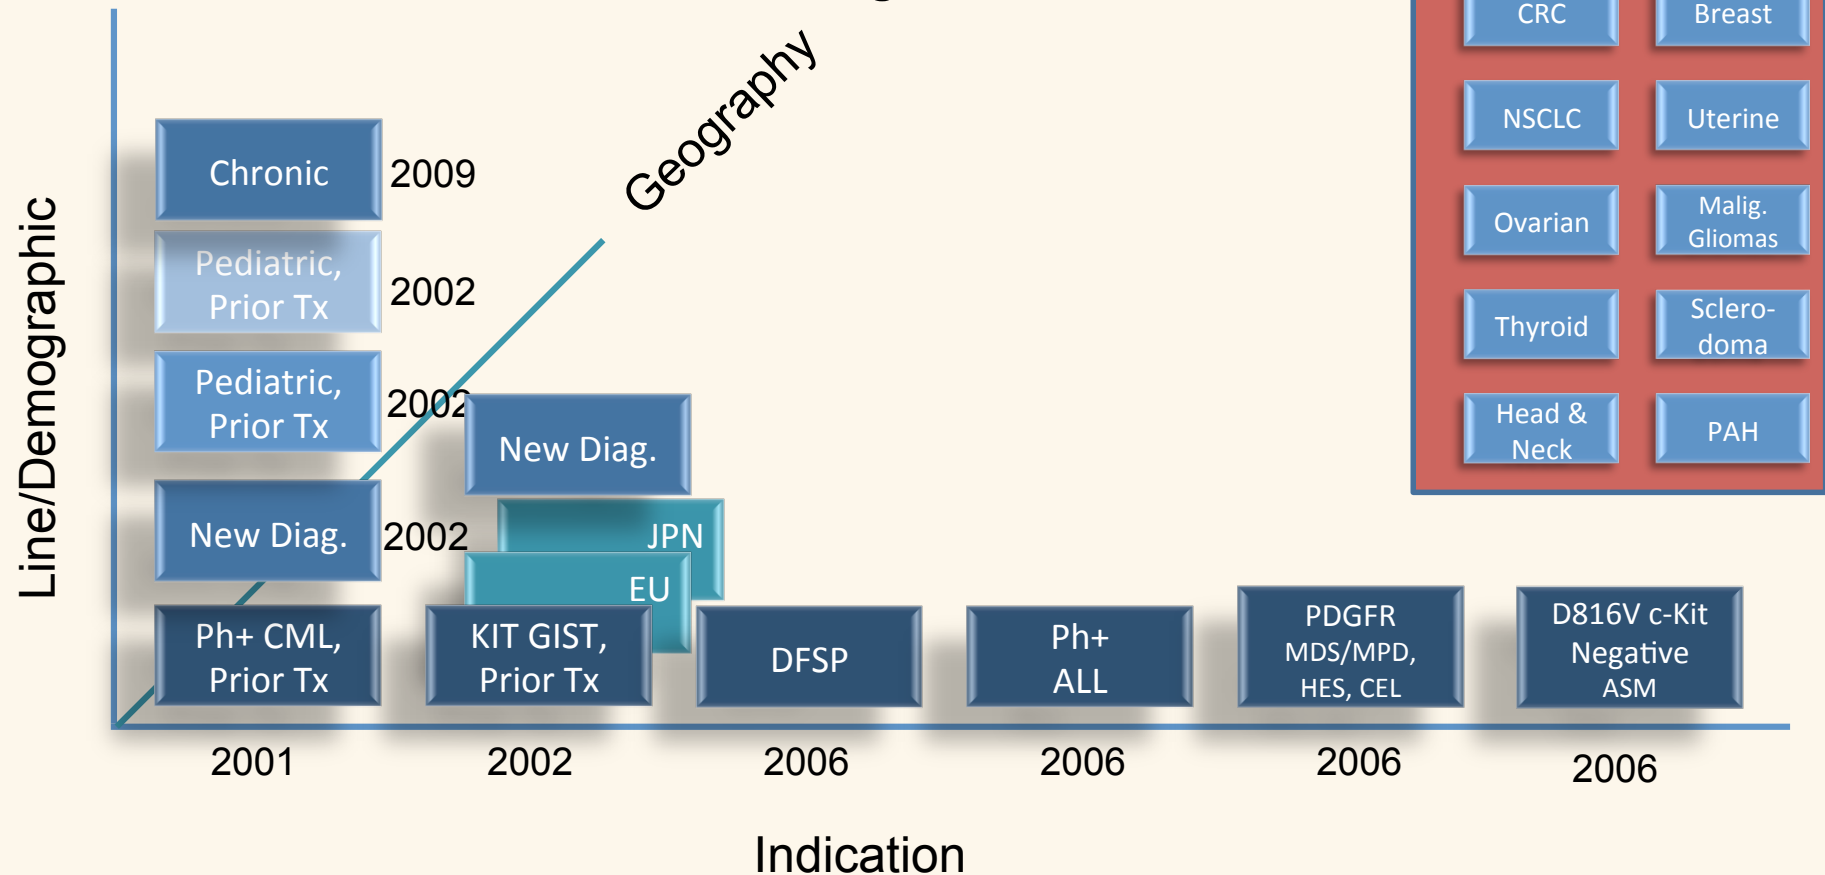 Line/Demographic
Geography
Chronic
2009
Pediatric,
Prior Tx
2002
Pediatric,
Prior Tx
2002
New Diag.
2002
Ph+ CML,
Prior Tx
New Diag.
JPN
EU
KIT GIST,
Prior Tx
DFSP
Ph+
ALL
PDGFR
MDS/MPD,
HES, CEL
D816V c-Kit
Negative
ASM
2001
2002
2006
2006
2006
2006
Indication
CRC
Breast
NSCLC
Uterine
Ovarian
Malig.
Gliomas
Thyroid
Sclero-
doma
Head &
Neck
PAH